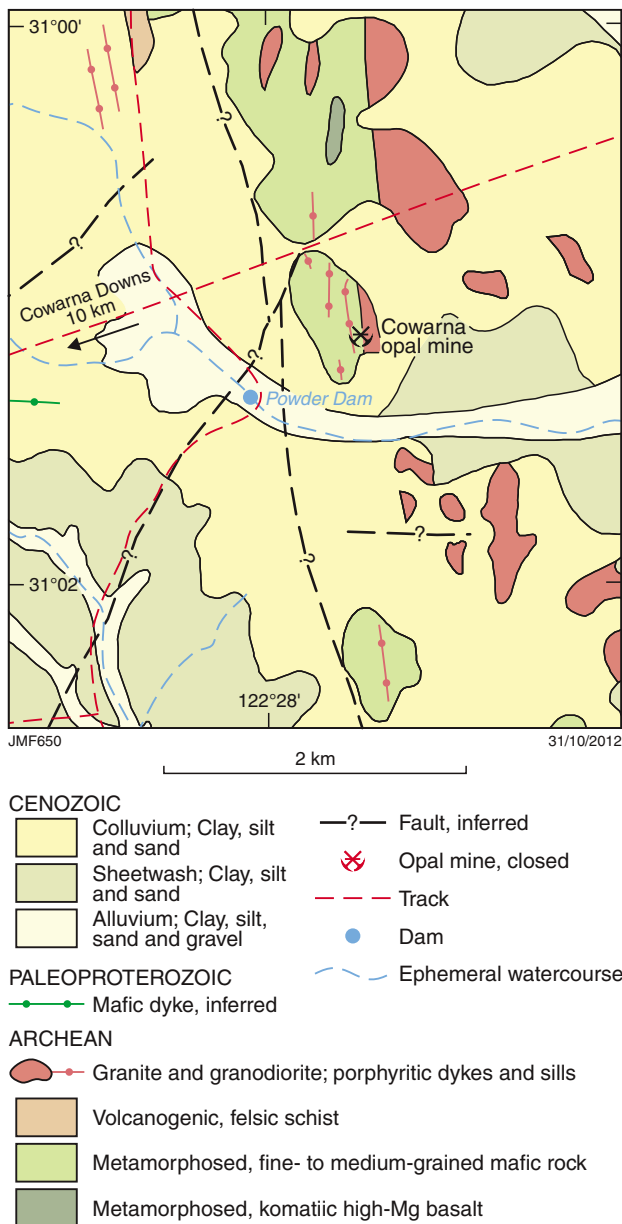 31°00'
?
?
Cowarna Downs
10 km
Cowarna
opal mine
?
Powder Dam
?
?
?
31°02'
122°28'
JMF650
31/10/2012
2 km
CENOZOIC
Colluvium; Clay, silt
and sand
Sheetwash; Clay, silt
and sand
Alluvium; Clay, silt,
sand and gravel
?
Fault, inferred
Opal mine, closed
Track
Dam
Ephemeral watercourse
PALEOPROTEROZOIC
Mafic dyke, inferred
ARCHEAN
Granite and granodiorite; porphyritic dykes and sills
Volcanogenic, felsic schist
Metamorphosed, fine- to medium-grained mafic rock
Metamorphosed, komatiic high-Mg basalt